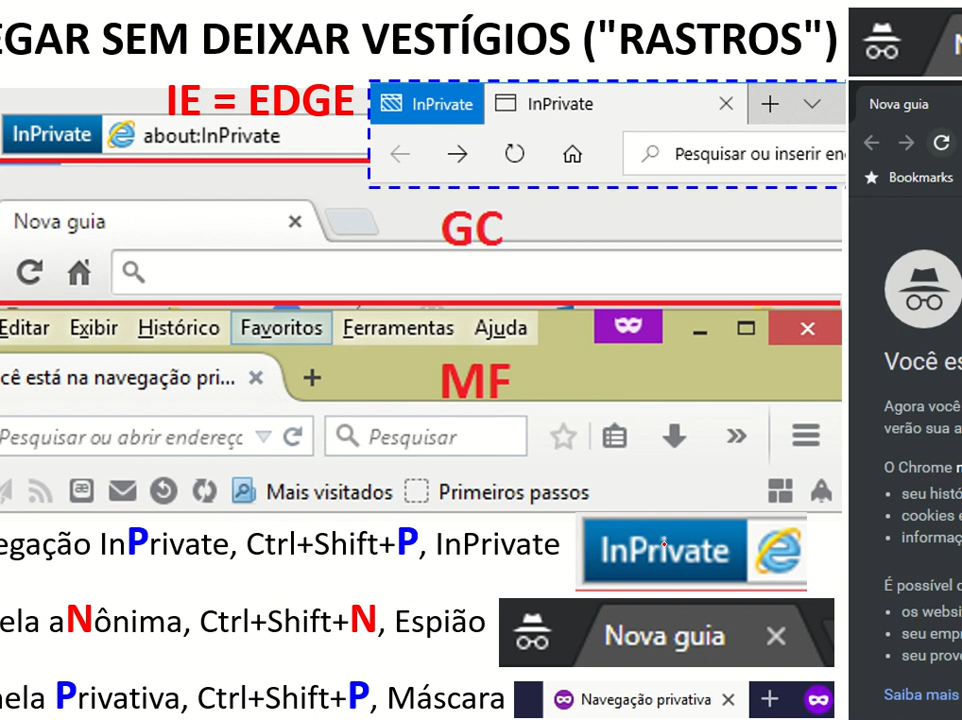 EGAR SEM DEIXAR VESTÍGIOS ("RASTROS")
IE = EDGE
InPrivate about:InPrivate
InPrivate InPrivate
Pesquisar ou inserir en
Nova guia
GC
Editar Exibir Histórico Favoritos Ferramentas Ajuda
cê está na navegação pri...
MF
Pesquisar ou abrir endereç
Pesquisar
Mais visitados Primeiros passos
egação InPrivate, Ctrl+Shift+P, InPrivate
InPrivate
ela aNônima, Ctrl+Shift+N, Espião
Nova guia
nela Privativa, Ctrl+Shift+P, Máscara
Navegação privativa
N
Nova guia
Bookmarks
Você es
Agora você
verão sua a
O Chrome n
seu histó
cookies e
informaç
É possível
os websi
seu empr
seu prove
Saiba mais